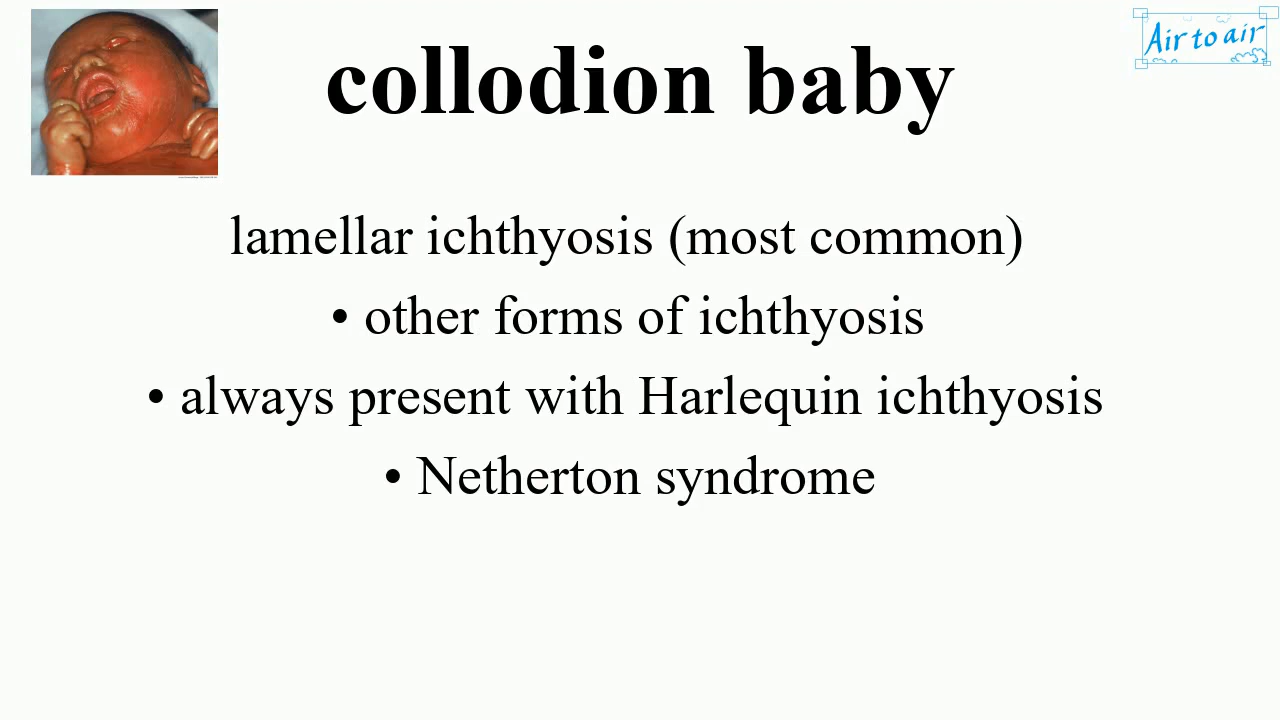 collodion baby
Air to air
lamellar ichthyosis (most common)
• other forms of ichthyosis
• always present with Harlequin ichthyosis
• Netherton syndrome